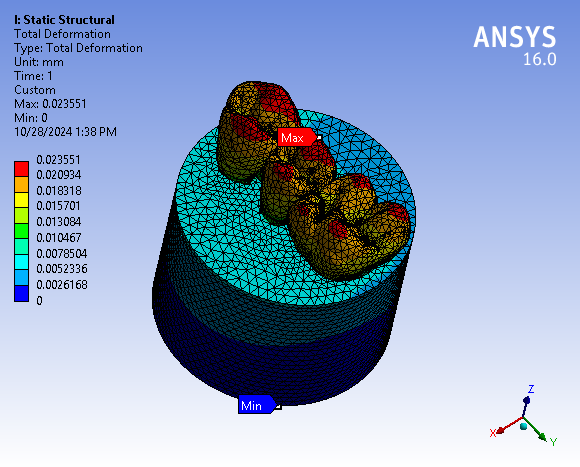 I: Static Structural
Total Deformation
Type: Total Deformation
Unit: mm
Time: 1
Custom
Max: 0.023551
Min: 0
10/28/2024 1:38 PM
ANSYS
16.0
0.023551
0.020934
0.018318
0.015701
0.013084
0.010467
0.0078504
0.0052336
0.0026168
0
Max
Min
Z
X
Y